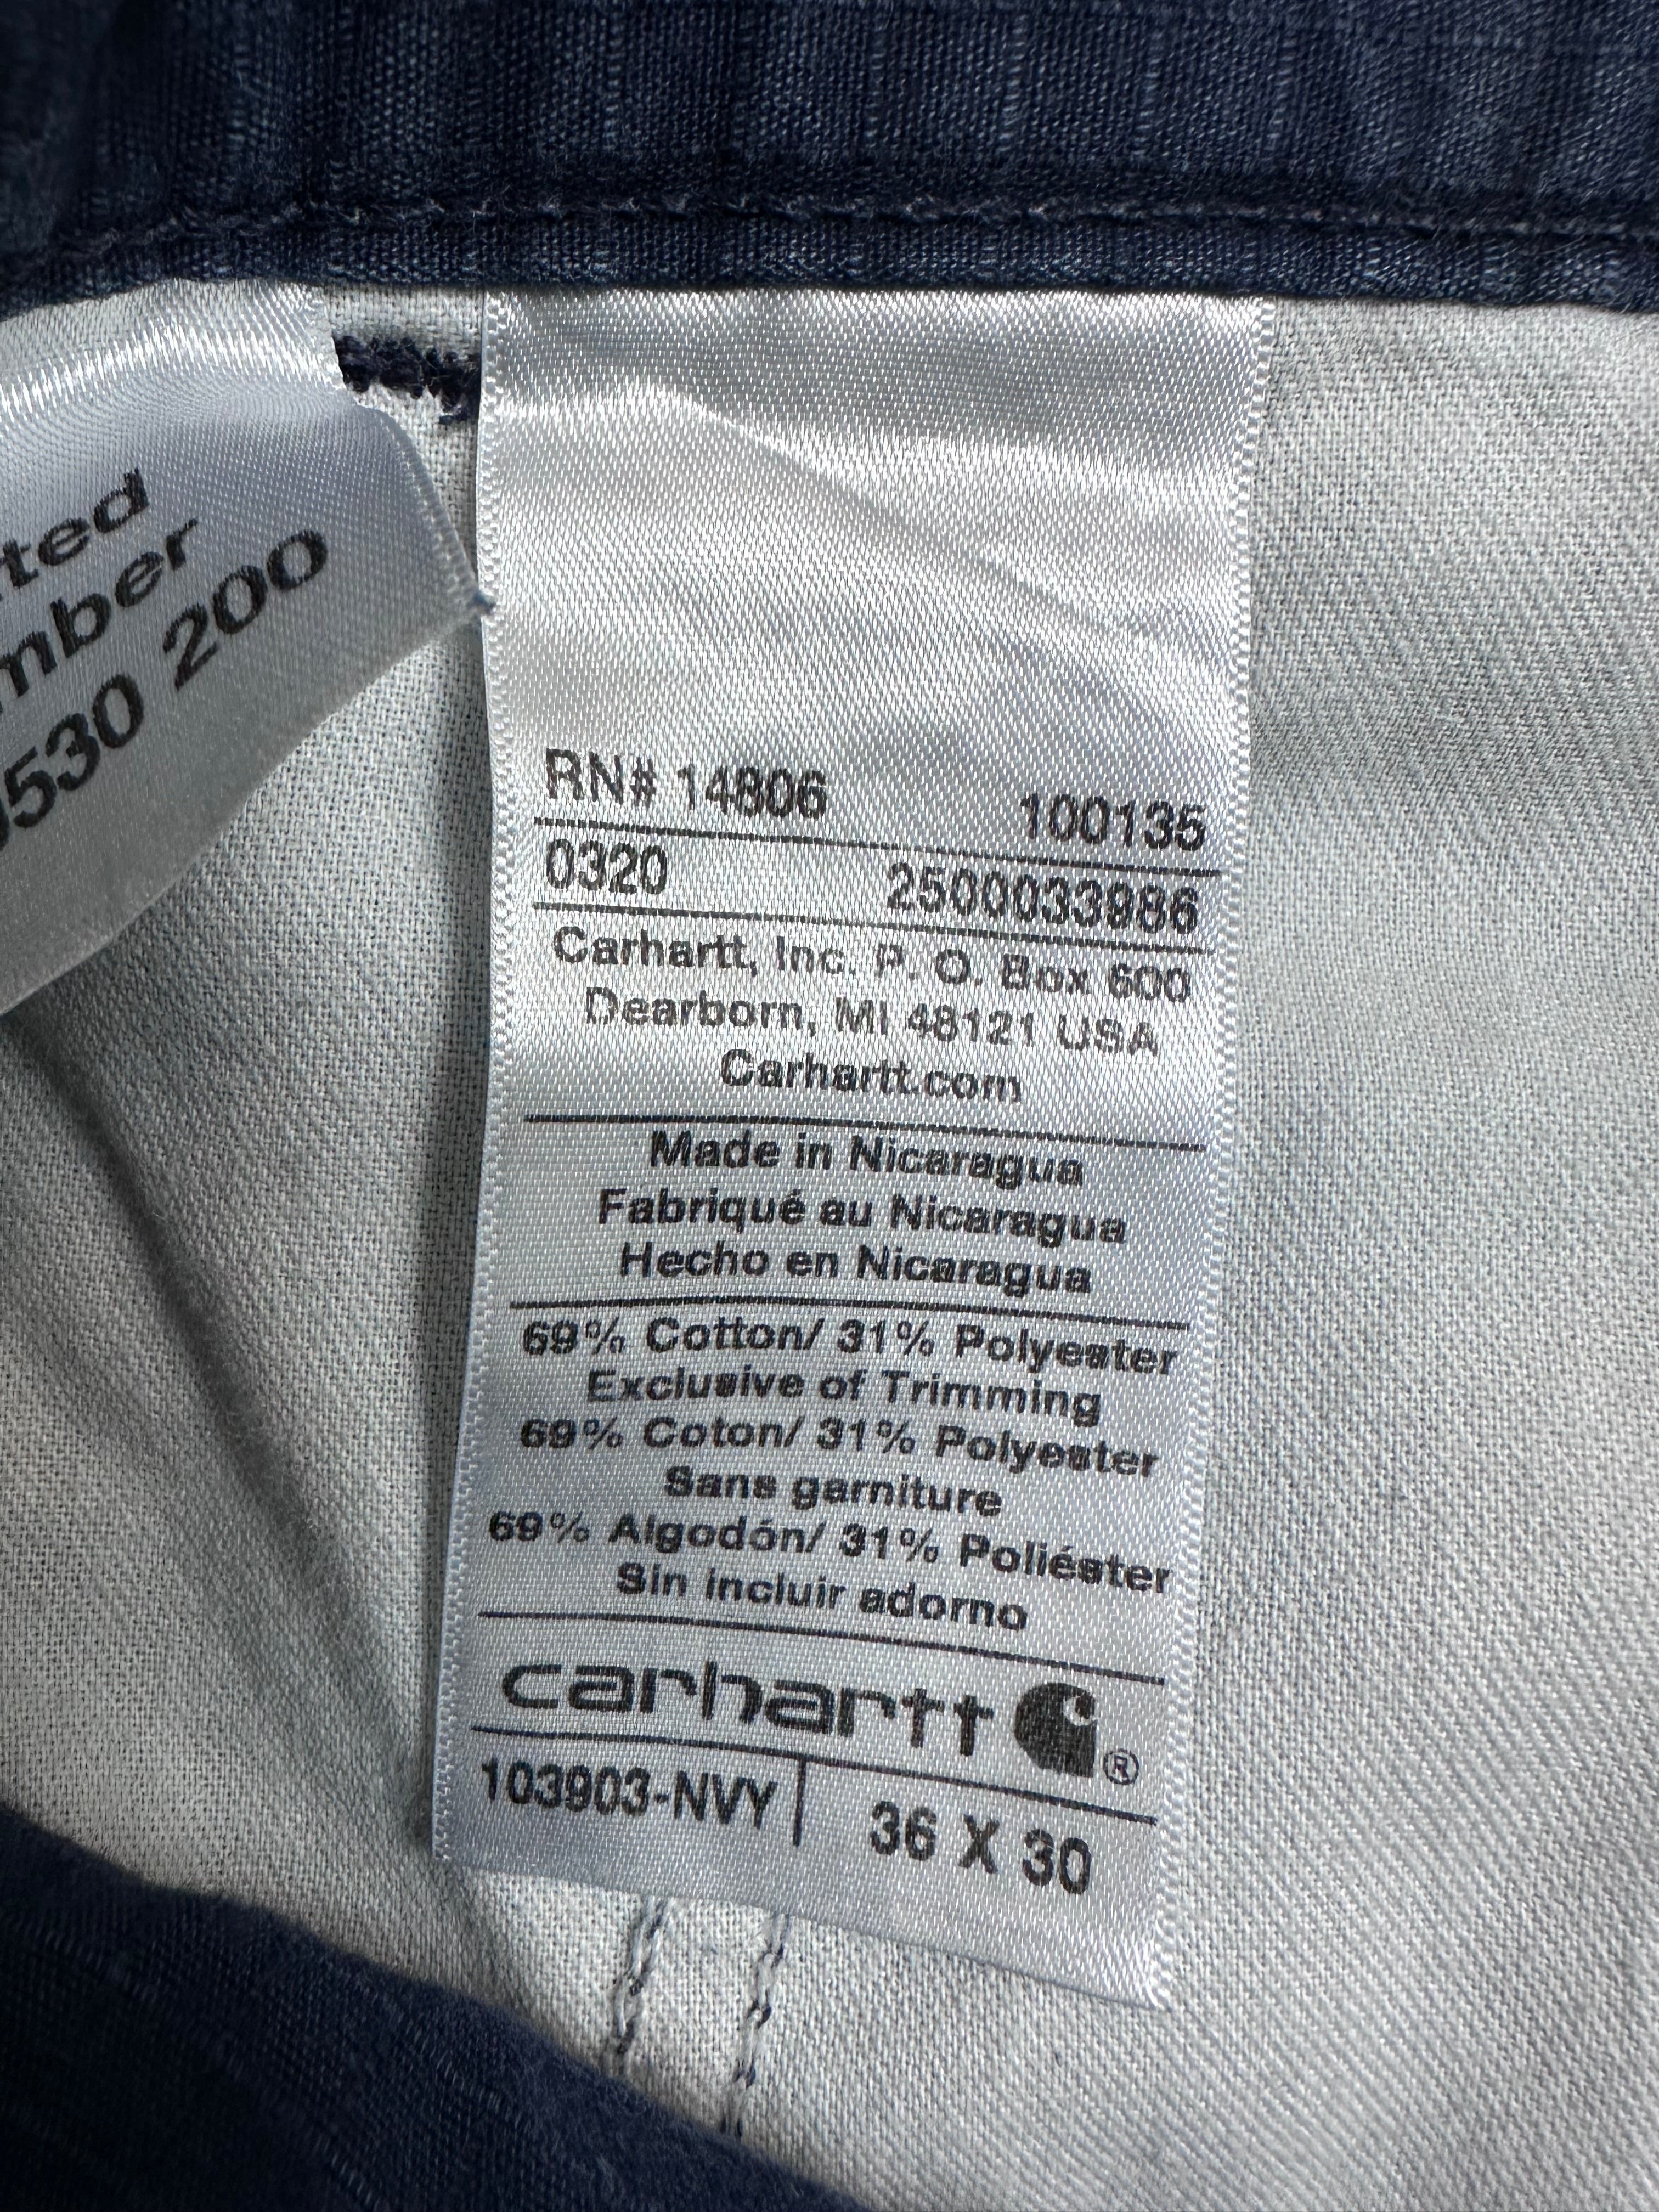 ted
mber
530 200
RN# 14806 100135
0320 2500033986
Carhartt, Inc. P. O. Box 600
Dearborn, MI 48121 USA
Carhartt.com
Made in Nicaragua
Fabriqué au Nicaragua
Hecho en Nicaragua
69% Cotton/ 31% Polyester
Exclusive of Trimming
69% Coton/ 31% Polyester
Sans garniture
69% Algodón/ 31% Poliéster
Sin incluir adorno
carhartt ®
103903-NVY 36 X 30